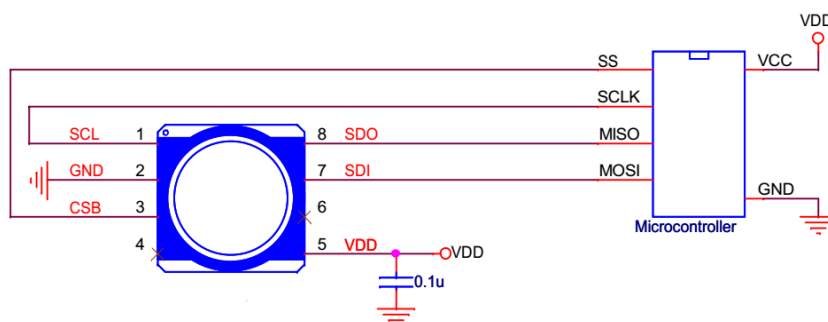 VDD
SS VCC
SCLK
SCL 1 8 SDO MISO
GND 2 7 SDI MOSI
CSB 3 6 GND
4 5 VDD VDD
Microcontroller
0.1u